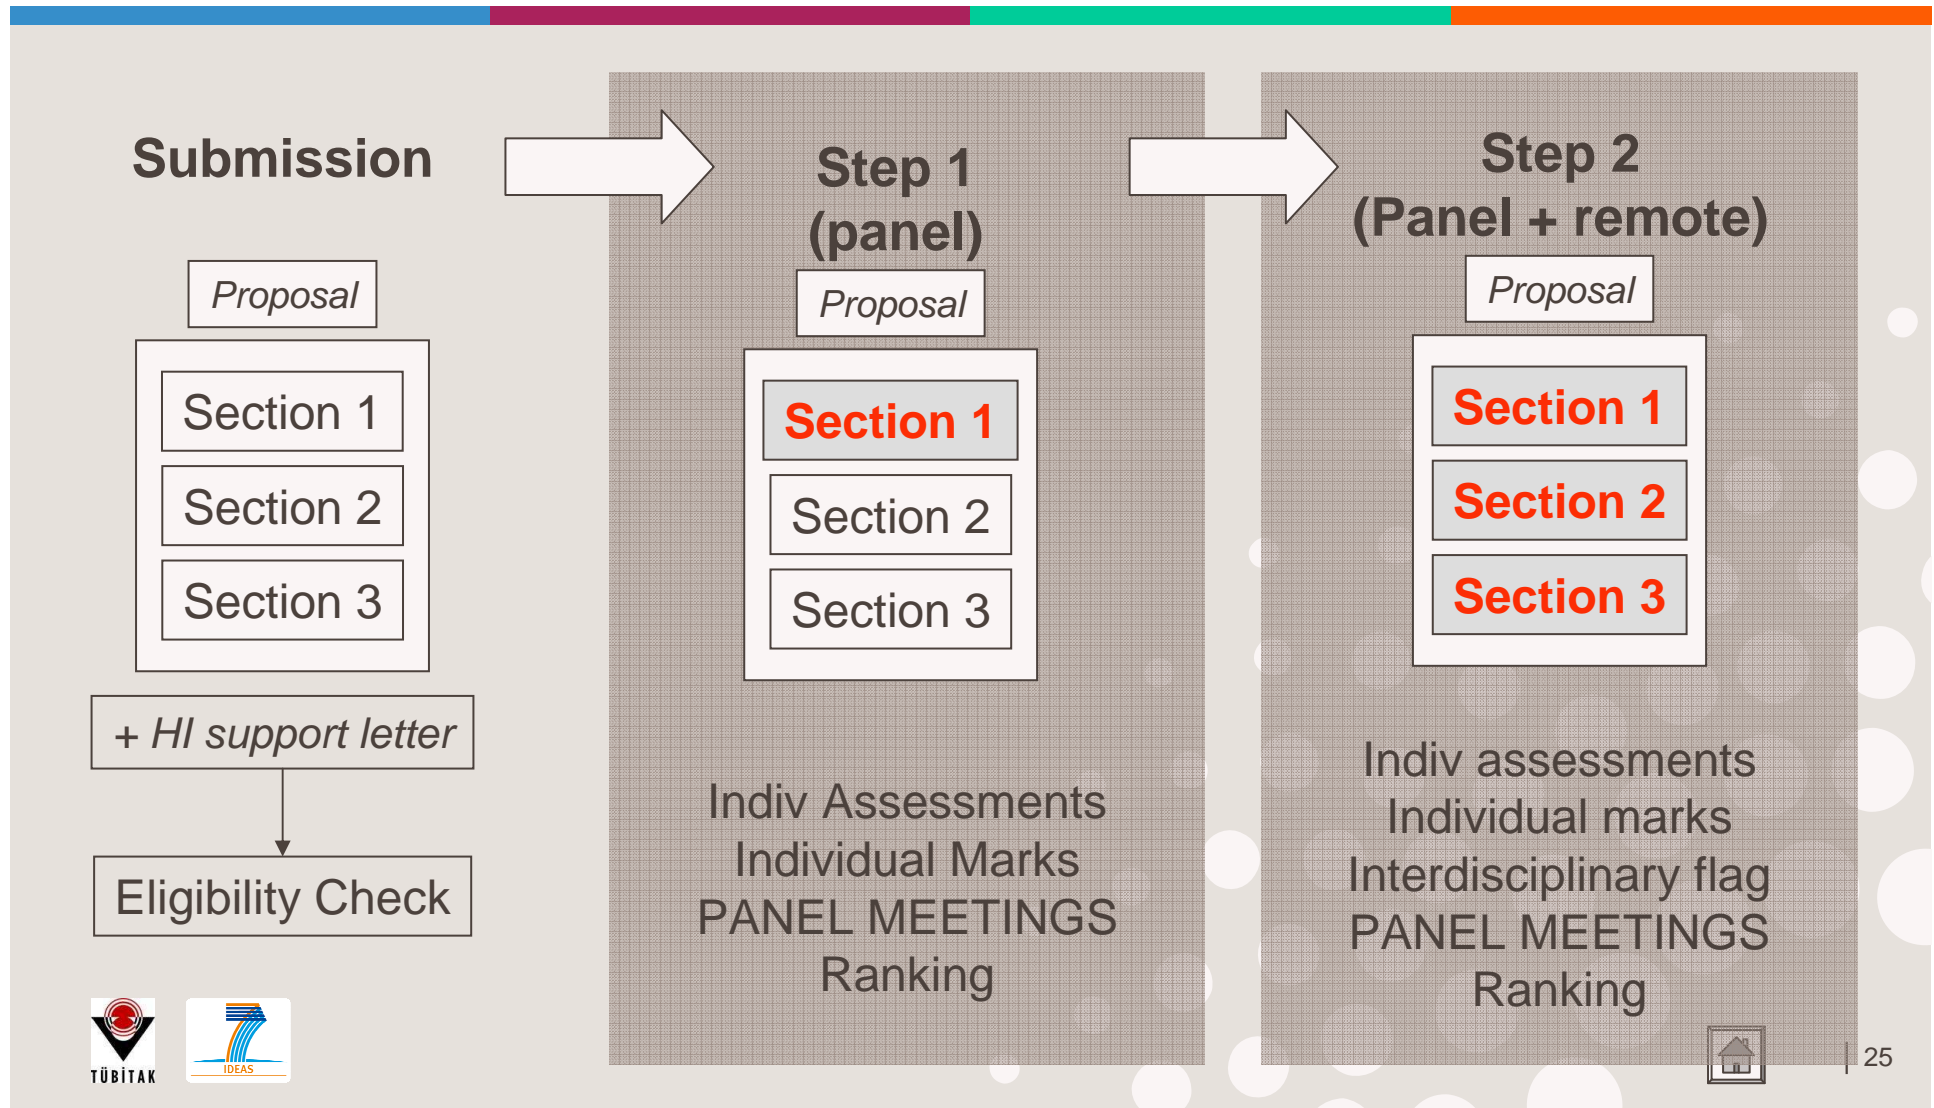 Submission
Proposal
Section 1
Section 2
Section 3
+ HI support letter
Eligibility Check
Step 1
(panel)
Proposal
Section 1
Section 2
Section 3
Indiv Assessments
Individual Marks
PANEL MEETINGS
Ranking
Step 2
(Panel + remote)
Proposal
Section 1
Section 2
Section 3
Indiv assessments
Individual marks
Interdisciplinary flag
PANEL MEETINGS
Ranking
TÜBİTAK
7
IDEAS
| 25